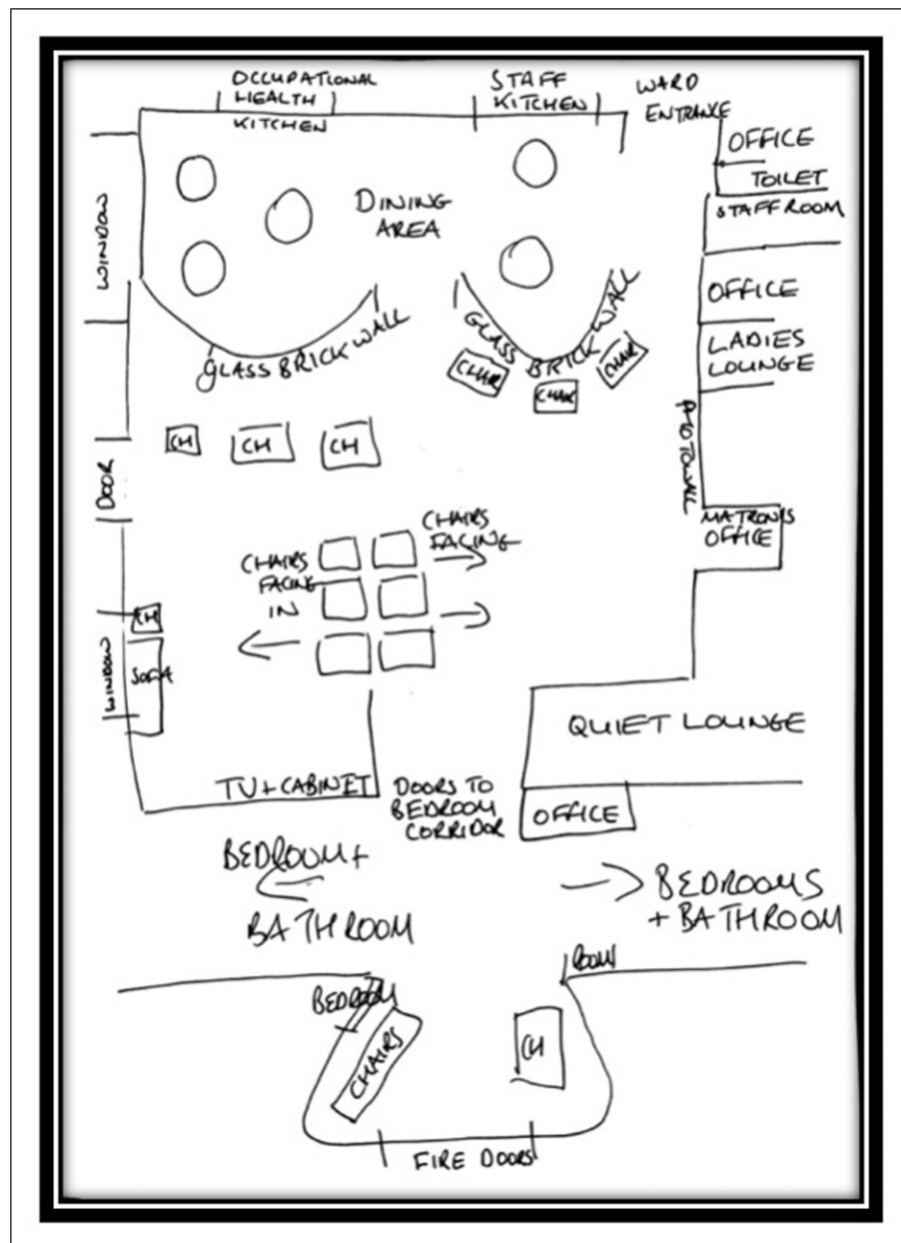 OCCUPATIONAL
HEALTH
KITCHEN
STAFF
KITCHEN
WARD
ENTRANCE
OFFICE
TOILET
STAFF ROOM
WINDOW
DINING
AREA
OFFICE
GLASS BRICK WALL
GLASS BRICK WALL
LADIES
LOUNGE
CHAIR
CHAIR
CHAIR
PHOTOWALL
CH
CH
CH
DOOR
MATRON'S
OFFICE
CHAIRS
FACING
IN
CHAIRS
FACING
CH
SOFA
WINDOW
QUIET LOUNGE
TV + CABINET
DOORS TO
BEDROOM
CORRIDOR
OFFICE
BEDROOM +
BATHROOM
BEDROOMS
+ BATHROOM
BEDROOM
ROOM
CHAIRS
CH
FIRE DOORS